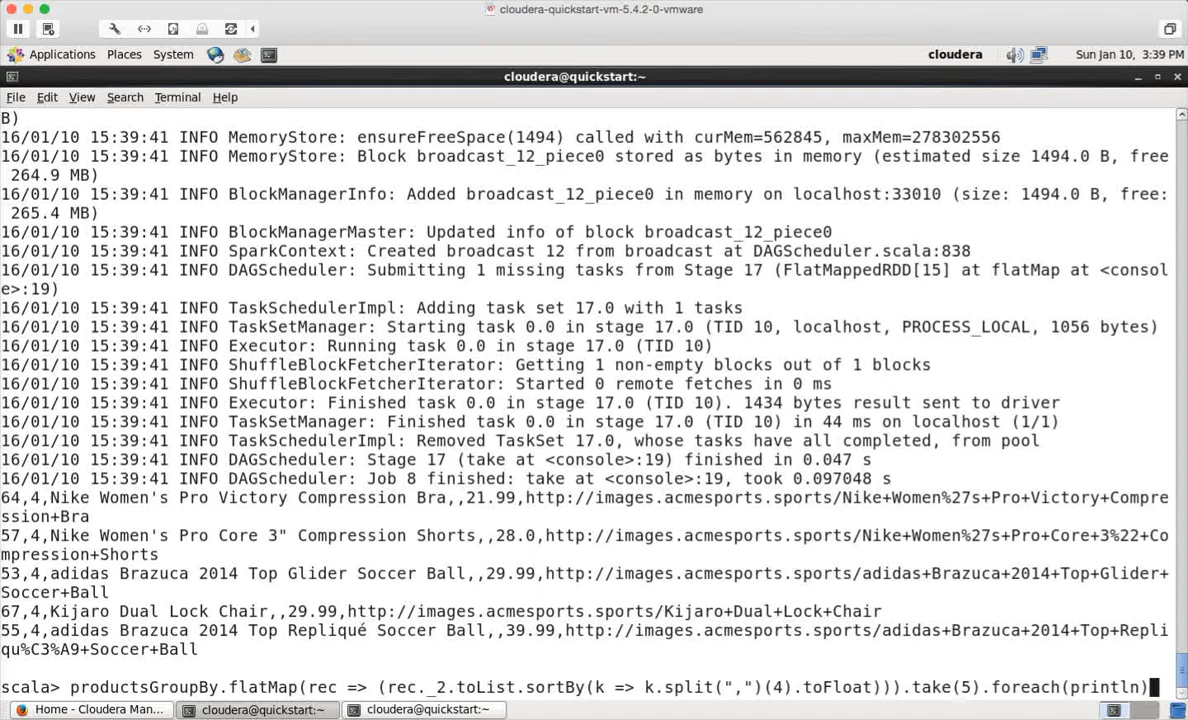 cloudera-quickstart-vm-5.4.2-0-vmware
Applications Places System cloudera Sun Jan 10, 3:39 PM
cloudera@quickstart:~
File Edit View Search Terminal Help
B)
16/01/10 15:39:41 INFO MemoryStore: ensureFreeSpace(1494) called with curMem=562845, maxMem=278302556
16/01/10 15:39:41 INFO MemoryStore: Block broadcast_12_piece0 stored as bytes in memory (estimated size 1494.0 B, free
264.9 MB)
16/01/10 15:39:41 INFO BlockManagerInfo: Added broadcast_12_piece0 in memory on localhost:33010 (size: 1494.0 B, free:
265.4 MB)
16/01/10 15:39:41 INFO BlockManagerMaster: Updated info of block broadcast_12_piece0
16/01/10 15:39:41 INFO SparkContext: Created broadcast 12 from broadcast at DAGScheduler.scala:838
16/01/10 15:39:41 INFO DAGScheduler: Submitting 1 missing tasks from Stage 17 (FlatMappedRDD[15] at flatMap at <consol
e>:19)
16/01/10 15:39:41 INFO TaskSchedulerImpl: Adding task set 17.0 with 1 tasks
16/01/10 15:39:41 INFO TaskSetManager: Starting task 0.0 in stage 17.0 (TID 10, localhost, PROCESS_LOCAL, 1056 bytes)
16/01/10 15:39:41 INFO Executor: Running task 0.0 in stage 17.0 (TID 10)
16/01/10 15:39:41 INFO ShuffleBlockFetcherIterator: Getting 1 non-empty blocks out of 1 blocks
16/01/10 15:39:41 INFO ShuffleBlockFetcherIterator: Started 0 remote fetches in 0 ms
16/01/10 15:39:41 INFO Executor: Finished task 0.0 in stage 17.0 (TID 10). 1434 bytes result sent to driver
16/01/10 15:39:41 INFO TaskSetManager: Finished task 0.0 in stage 17.0 (TID 10) in 44 ms on localhost (1/1)
16/01/10 15:39:41 INFO TaskSchedulerImpl: Removed TaskSet 17.0, whose tasks have all completed, from pool
16/01/10 15:39:41 INFO DAGScheduler: Stage 17 (take at <console>:19) finished in 0.047 s
16/01/10 15:39:41 INFO DAGScheduler: Job 8 finished: take at <console>:19, took 0.097048 s
64,4,Nike Women's Pro Victory Compression Bra,,21.99,http://images.acmesports.sports/Nike+Women%27s+Pro+Victory+Compre
ssion+Bra
57,4,Nike Women's Pro Core 3" Compression Shorts,,28.0,http://images.acmesports.sports/Nike+Women%27s+Pro+Core+3%22+Co
mpression+Shorts
53,4,adidas Brazuca 2014 Top Glider Soccer Ball,,29.99,http://images.acmesports.sports/adidas+Brazuca+2014+Top+Glider+
Soccer+Ball
67,4,Kijaro Dual Lock Chair,,29.99,http://images.acmesports.sports/Kijaro+Dual+Lock+Chair
55,4,adidas Brazuca 2014 Top Repliqué Soccer Ball,,39.99,http://images.acmesports.sports/adidas+Brazuca+2014+Top+Repli
qu%C3%A9+Soccer+Ball
scala> productsGroupBy.flatMap(rec => (rec._2.toList.sortBy(k => k.split(",")(4).toFloat))).take(5).foreach(println)
Home - Cloudera Man... cloudera@quickstart:~ cloudera@quickstart:~